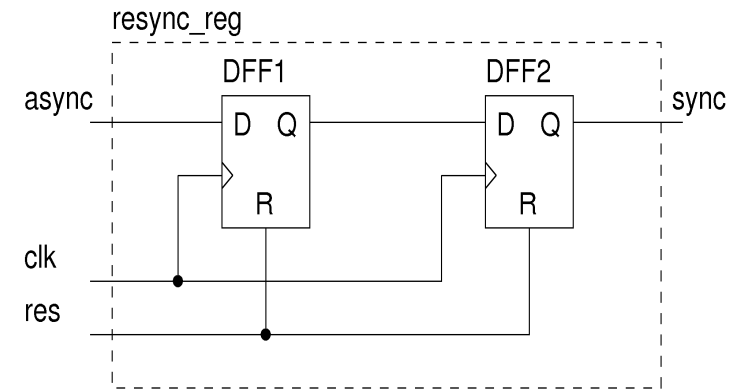 resync_reg
DFF1
DFF2
async
sync
D Q
D Q
R
R
clk
res